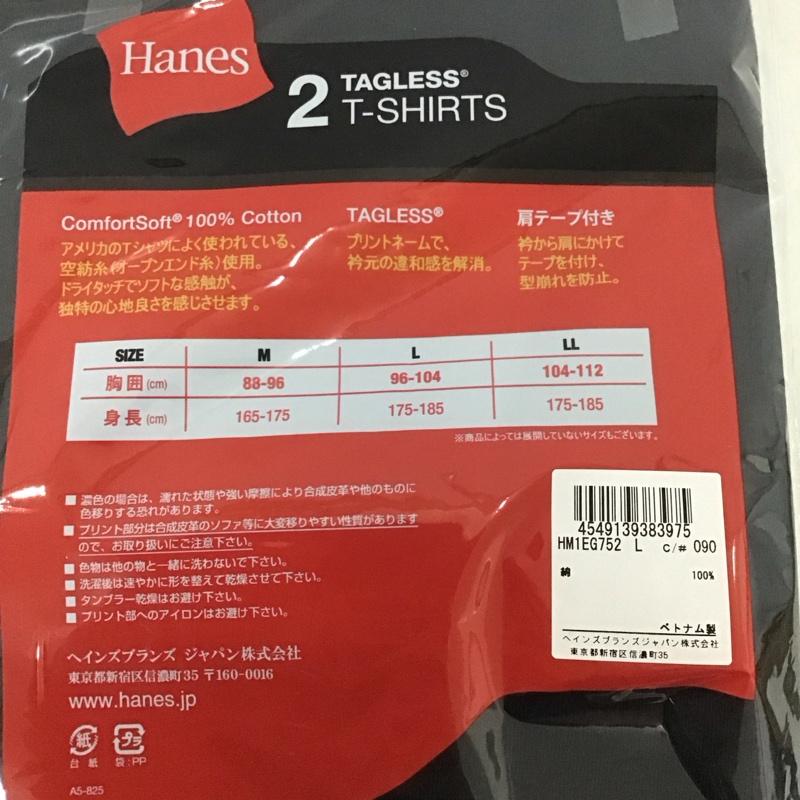 Hanes
2 TAGLESS®
T-SHIRTS
ComfortSoft® 100% Cotton
アメリカのTシャツによく使われている、
空紡糸(オープンエンド糸)使用。
ドライタッチでソフトな感触が、
独特の心地良さを感じさせます。
TAGLESS®
プリントネームで、
衿元の違和感を解消。
肩テープ付き
衿から肩にかけて
テープを付け、
型崩れを防止。
SIZE M L LL
胸囲(cm) 88-96 96-104 104-112
身長(cm) 165-175 175-185 175-185
※商品によっては展開していないサイズもございます。
■ 濃色の場合は、濡れた状態や強い摩擦により合成皮革や他のものに
色移りする恐れがあります。
■ プリント部分は合成皮革のソファ等に大変移りやすい性質があります
ので、お取り扱いにご注意下さい。
■ 色物は他の物と一緒に洗わないで下さい。
■ 洗濯後は速やかに形を整えて乾燥させて下さい。
■ タンブラー乾燥はお避け下さい。
■ プリント部へのアイロンはお避け下さい。
ヘインズブランズ ジャパン株式会社
東京都新宿区信濃町35 〒160-0016
www.hanes.jp
紙 プラ
台紙 袋:PP
A5-825
4549139383975
HM1EG752 L C/# 090
綿 100%
ベトナム製
ヘインズブランズジャパン株式会社
東京都新宿区信濃町35